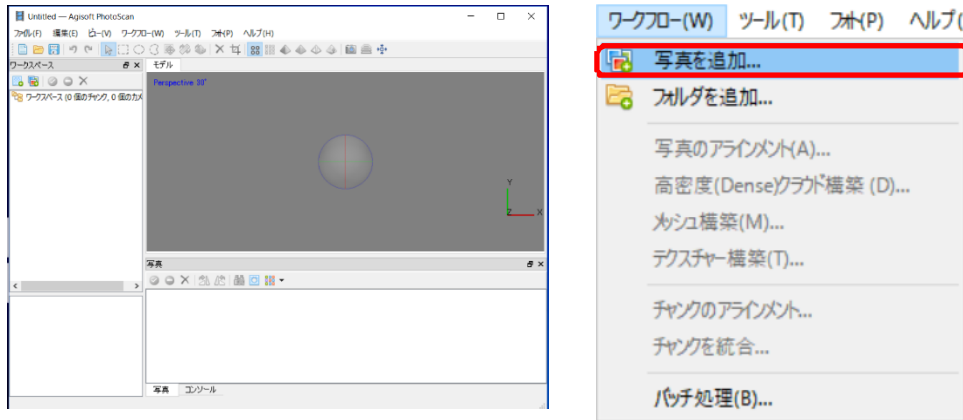 Untitled — Agisoft PhotoScan
ファイル(F) 編集(E) ビュー(V) ワークフロー(W) ツール(T) フォト(P) ヘルプ(H)
ワークスペース
モデル
ワークスペース (0 個のチャンク, 0 個のカメ
Perspective 30°
Y
Z
X
写真
写真 コンソール
ワークフロー(W) ツール(T) フォト(P) ヘルプ(
写真を追加...
フォルダを追加...
写真のアラインメント(A)...
高密度(Dense)クラウド構築 (D)...
メッシュ構築(M)...
テクスチャー構築(T)...
チャンクのアラインメント...
チャンクを統合...
バッチ処理(B)...